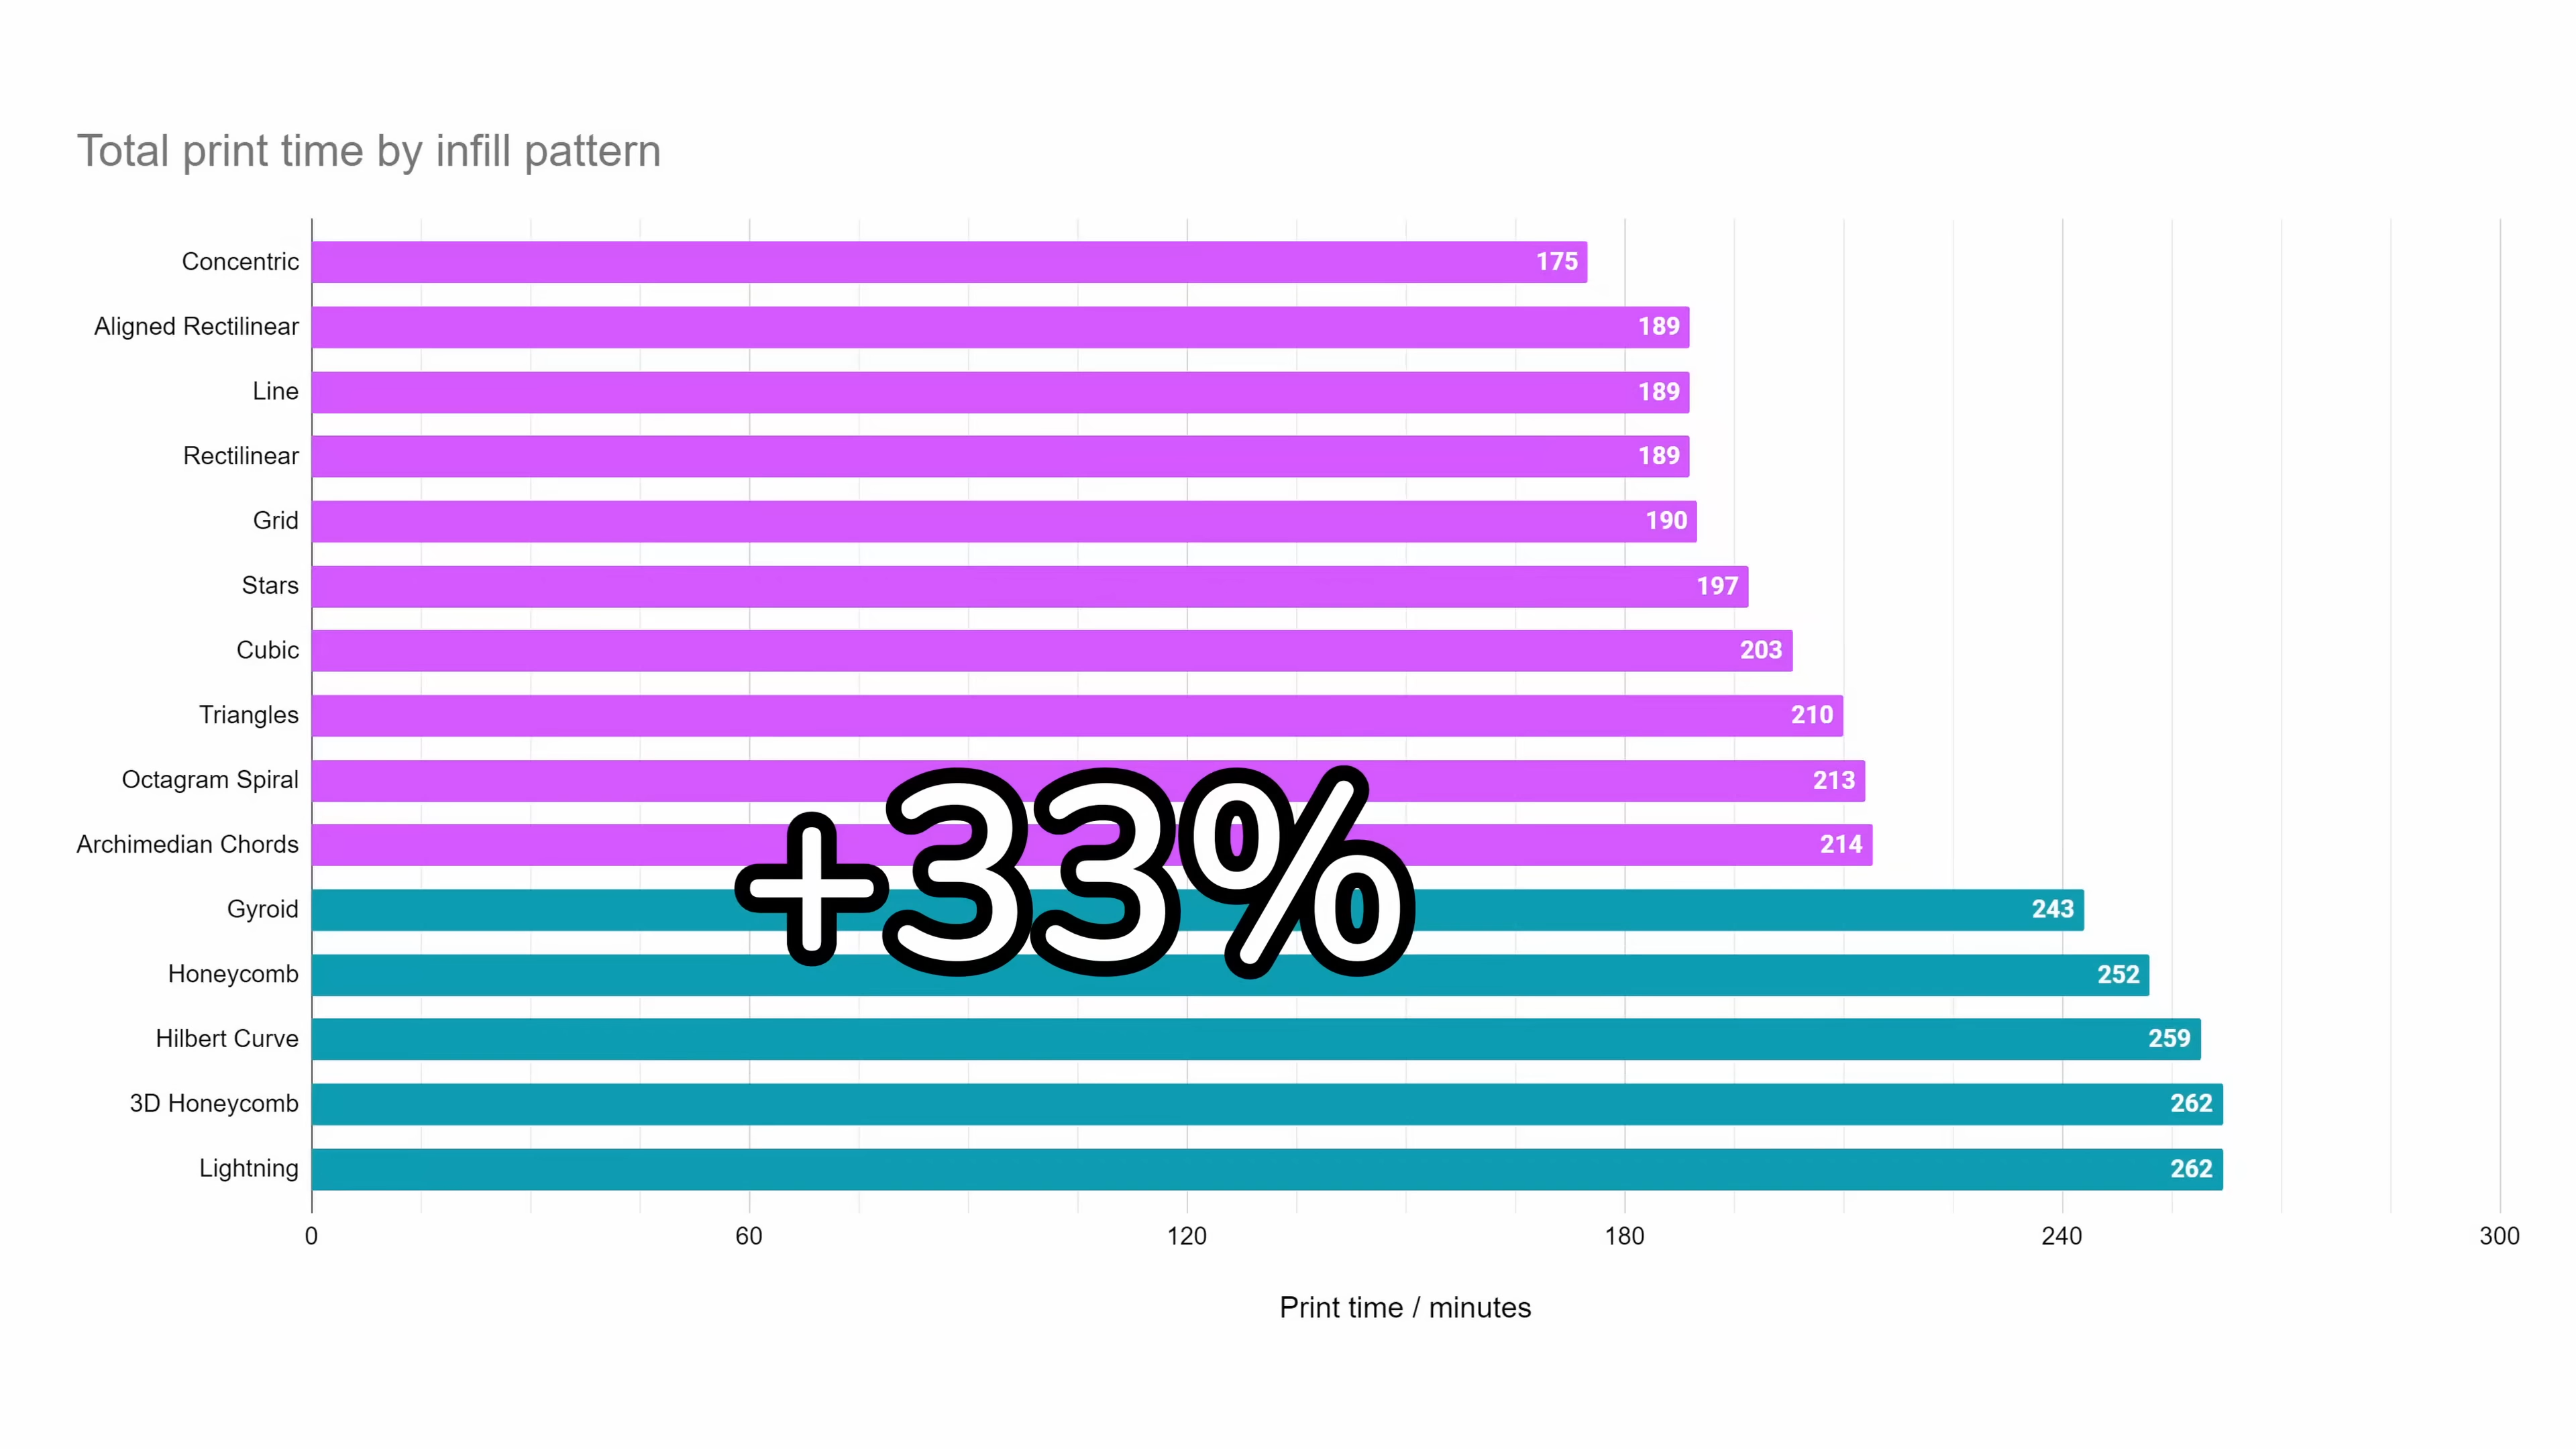 Total print time by infill pattern
Concentric 175
Aligned Rectilinear 189
Line 189
Rectilinear 189
Grid 190
Stars 197
Cubic 203
Triangles 210
Octagram Spiral 213
Archimedian Chords 214
+33%
Gyroid 243
Honeycomb 252
Hilbert Curve 259
3D Honeycomb 262
Lightning 262
0 60 120 180 240 300
Print time / minutes